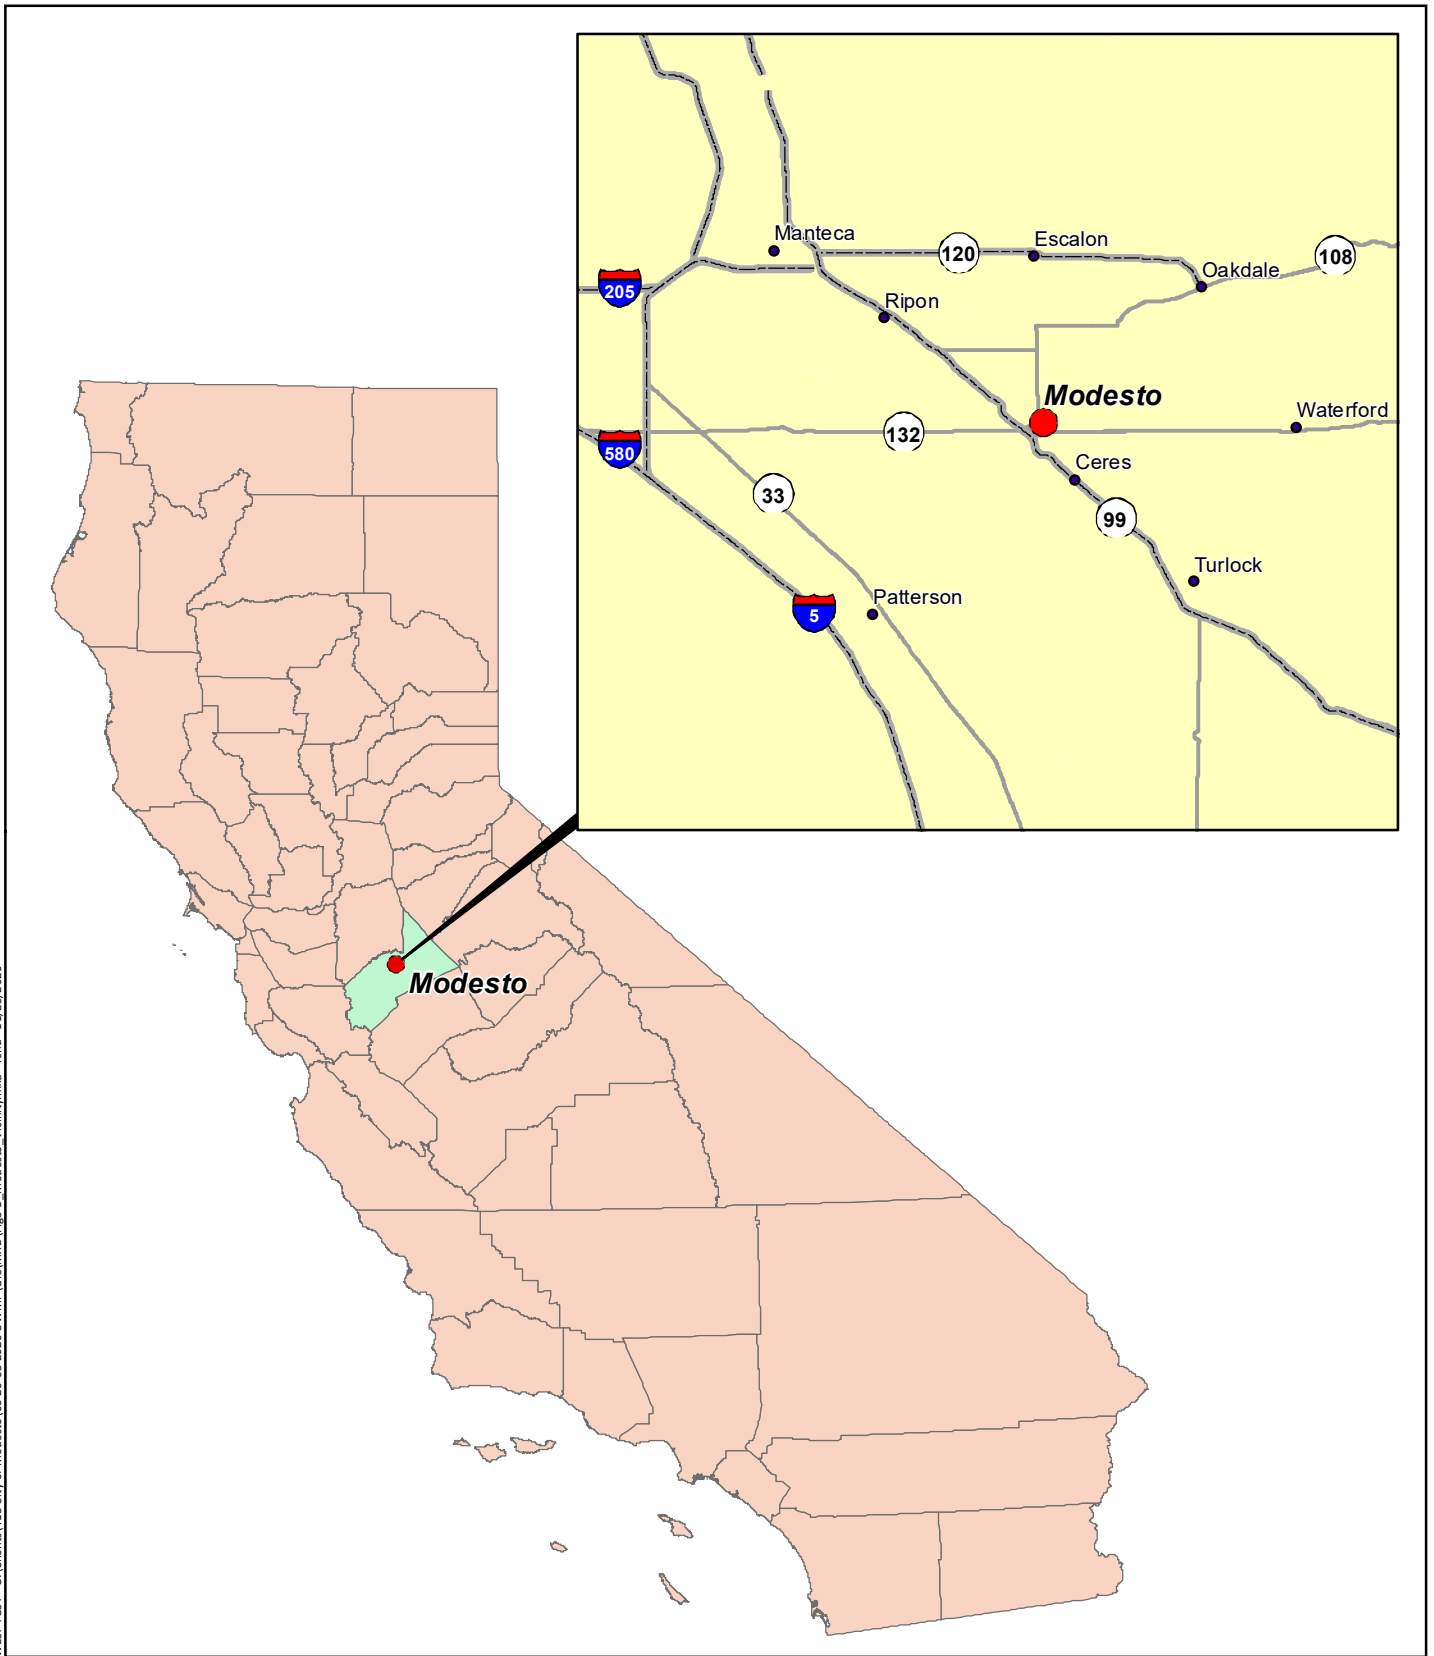 Manteca
120
Escalon
108
Oakdale
205
Ripon
Modesto
Waterford
132
580
Ceres
33
99
Turlock
5
Patterson
Modesto